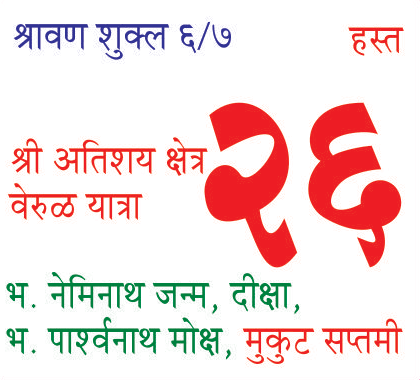 श्रावण शुक्ल ६/७ हस्त
श्री अतिशय क्षेत्र
वेरुळ यात्रा
२६
भ. नेमिनाथ जन्म, दीक्षा,
भ. पार्श्वनाथ मोक्ष, मुकुट सप्तमी